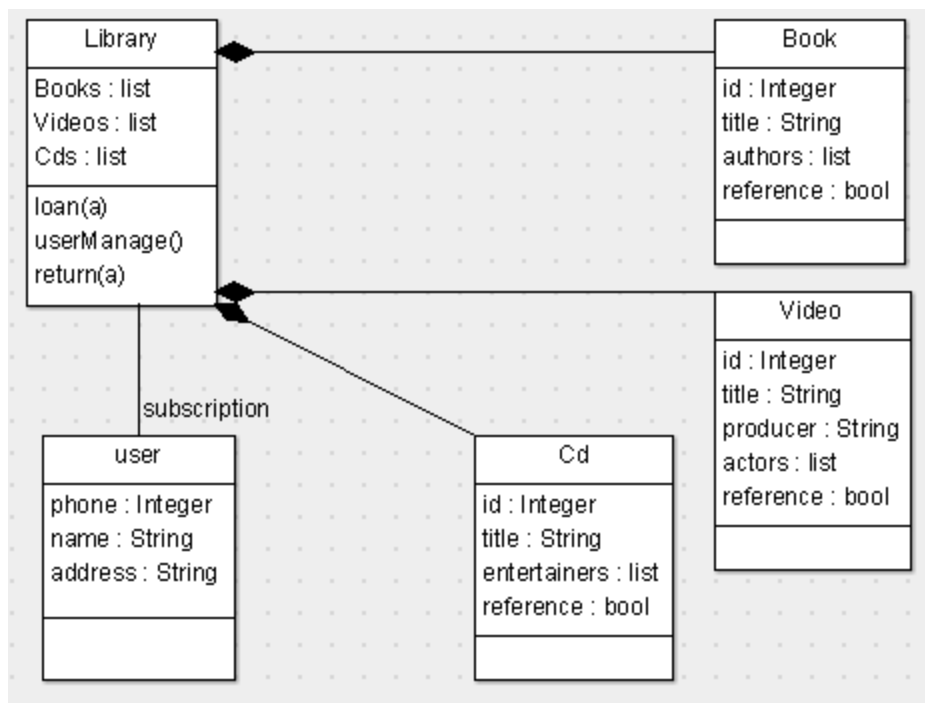 Library
Books : list
Videos : list
Cds : list
loan(a)
userManage()
return(a)
Book
id : Integer
title : String
authors : list
reference : bool
Video
id : Integer
title : String
producer : String
actors : list
reference : bool
subscription
user
phone : Integer
name : String
address : String
Cd
id : Integer
title : String
entertainers : list
reference : bool